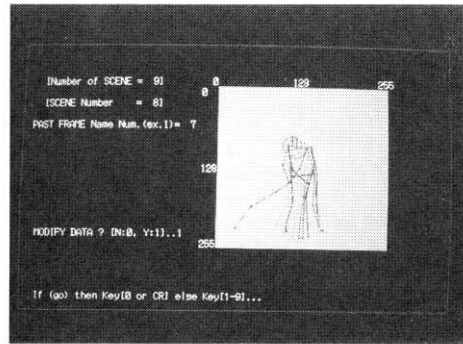 [Number of SCENE = 9]
[SCENE Number = 8]
PAST FRAME Name Num.(ex.1)= 7
0 128 255
0
128
255
MODIFY DATA ? [N:0, Y:1]..1
If (go) then Key[0 or CR] else Key[1-9]...